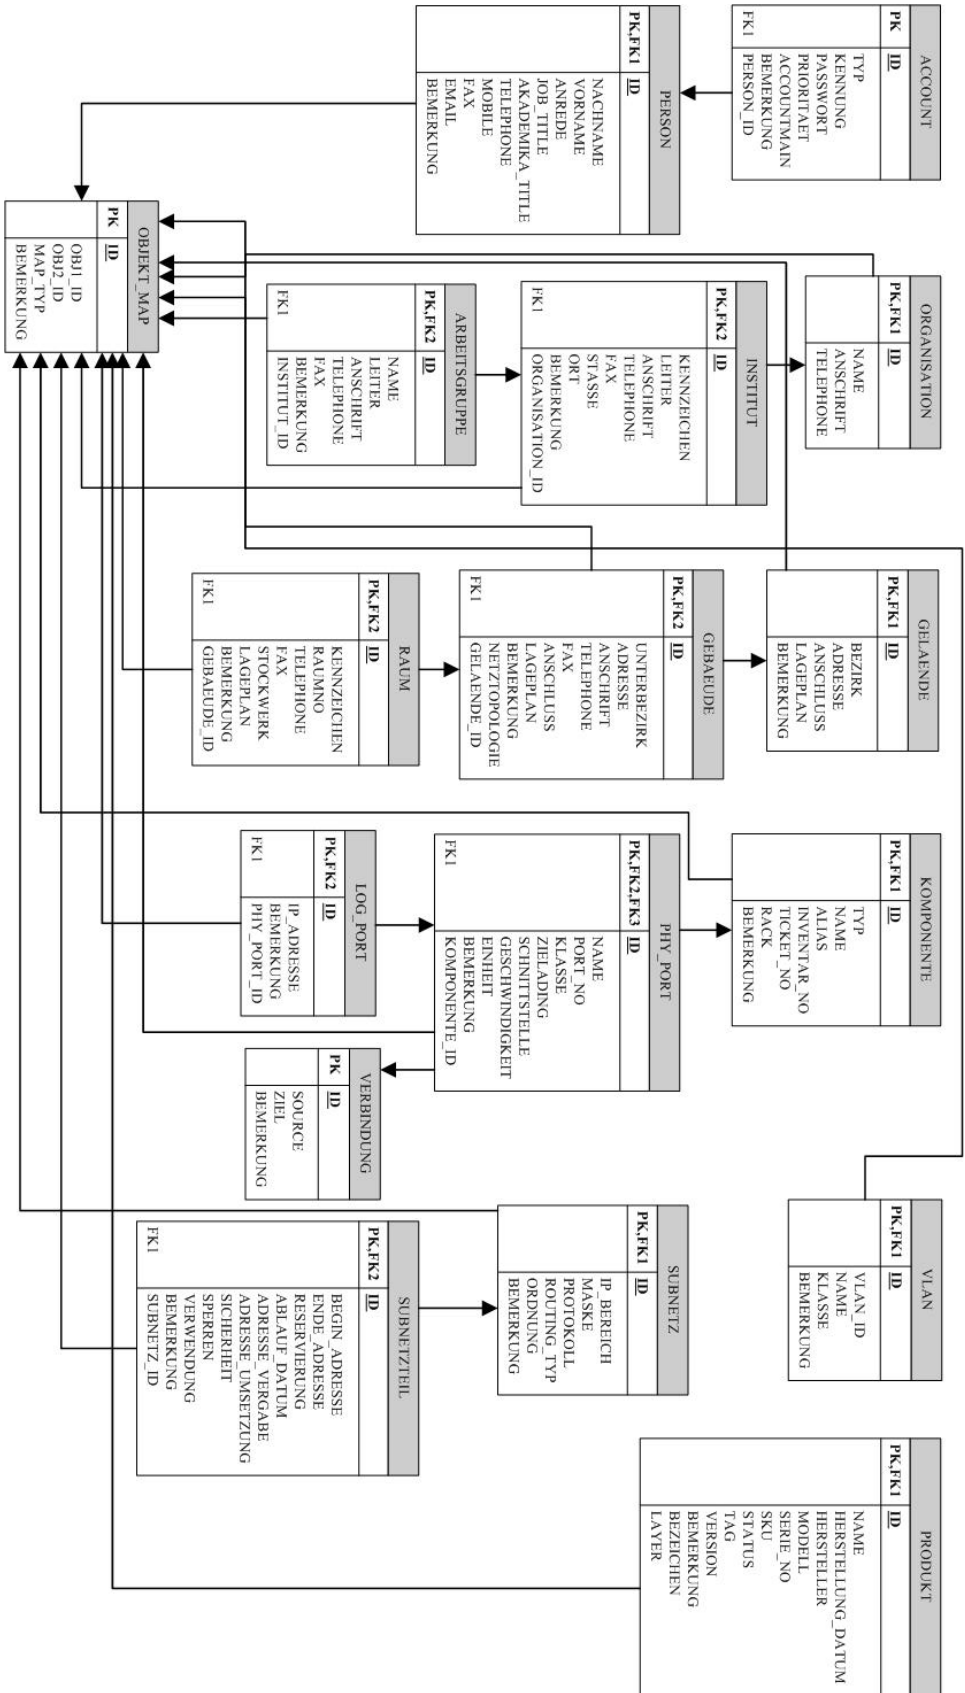 ACCOUNT
PK ID
TYP
KENNUNG
PASSWORT
PRIORITAET
ACCOUNTMAIN
BEMERKUNG
FK1 PERSON_ID
PERSON
PK,FK1 ID
NACHNAME
VORNAME
ANREDE
JOB_TITLE
AKADEMIKA_TITLE
TELEPHONE
MOBILE
FAX
EMAIL
BEMERKUNG
OBJEKT_MAP
PK ID
OBJ1_ID
OBJ2_ID
MAP_TYP
BEMERKUNG
ORGANISATION
PK,FK1 ID
NAME
ANSCHRIFT
TELEPHONE
INSTITUT
PK,FK2 ID
KENNZEICHEN
LEITER
ANSCHRIFT
TELEPHONE
FAX
STASSE
ORT
BEMERKUNG
FK1 ORGANISATION_ID
ARBEITSGRUPPE
PK,FK2 ID
NAME
LEITER
ANSCHRIFT
TELEPHONE
FAX
BEMERKUNG
FK1 INSTITUT_ID
GELAENDE
PK,FK1 ID
BEZIRK
ADRESSE
ANSCHLUSS
LAGEPLAN
BEMERKUNG
GEBAEUDE
PK,FK2 ID
UNTERBEZIRK
ADRESSE
ANSCHRIFT
TELEPHONE
FAX
ANSCHLUSS
LAGEPLAN
BEMERKUNG
NETZTOPOLOGIE
FK1 GELAENDE_ID
RAUM
PK,FK2 ID
KENNZEICHEN
RAUMNO
TELEPHONE
FAX
STOCKWERK
LAGEPLAN
BEMERKUNG
FK1 GEBAEUDE_ID
KOMPONENTE
PK,FK1 ID
TYP
NAME
ALIAS
INVENTAR_NO
TICKET_NO
RACK
BEMERKUNG
PHY_PORT
PK,FK2,FK3 ID
NAME
PORT_NO
KLASSE
ZIELADING
SCHNITTSTELLE
GESCHWINDIGKEIT
EINHEIT
BEMERKUNG
FK1 KOMPONENTE_ID
LOG_PORT
PK,FK2 ID
IP_ADRESSE
BEMERKUNG
FK1 PHY_PORT_ID
VERBINDUNG
PK ID
SOURCE
ZIEL
BEMERKUNG
VLAN
PK,FK1 ID
VLAN_ID
NAME
KLASSE
BEMERKUNG
SUBNETZ
PK,FK1 ID
IP_BEREICH
MASKE
PROTOKOLL
ROUTING_TYP
ORDNUNG
BEMERKUNG
SUBNETZTEIL
PK,FK2 ID
BEGIN_ADRESSE
ENDE_ADRESSE
RESERVIERUNG
ABLAUF_DATUM
ADRESSE_VERGABE
ADRESSE_UMSETZUNG
SICHERHEIT
SPERREN
VERWENDUNG
BEMERKUNG
FK1 SUBNETZ_ID
PRODUKT
PK,FK1 ID
NAME
HERSTELLUNG_DATUM
HERSTELLER
MODELL
SERIE_NO
SKU
STATUS
TAG
VERSION
BEMERKUNG
BEZEICHEN
LAYER